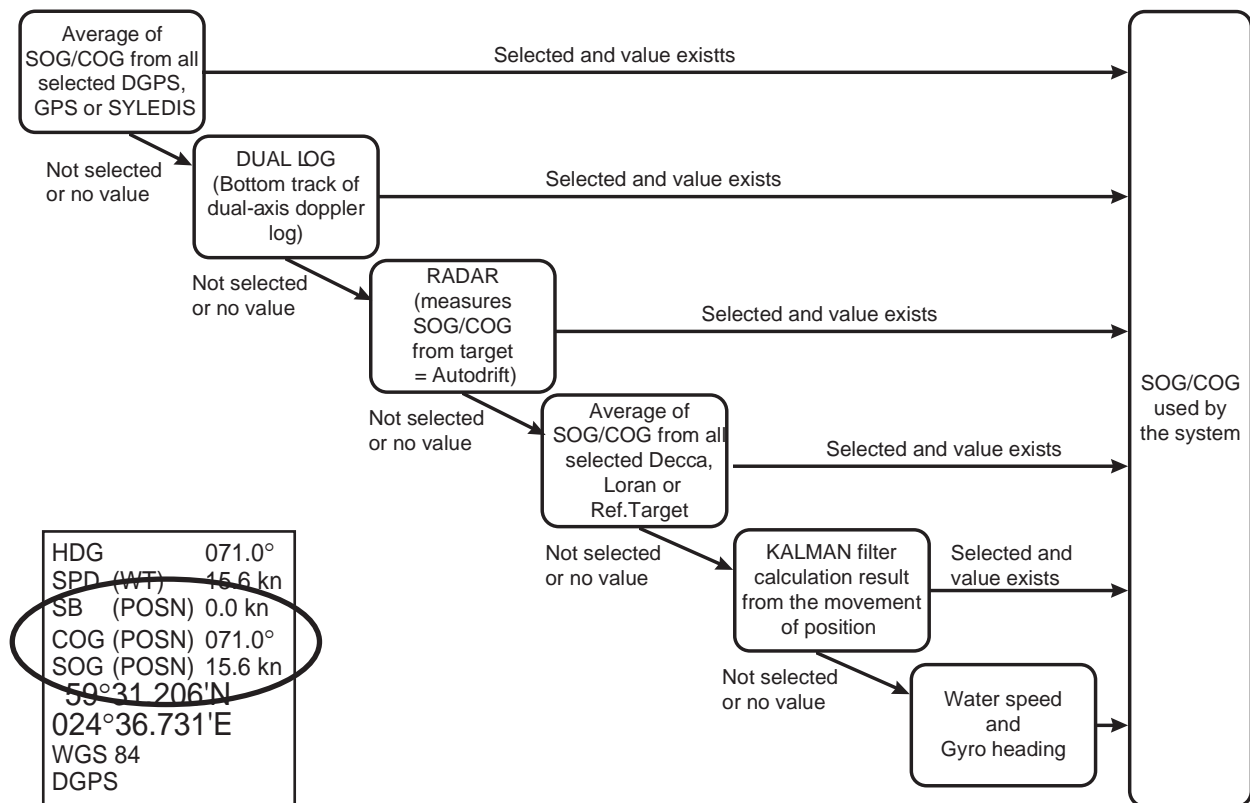 Average of
SOG/COG from all
selected DGPS,
GPS or SYLEDIS
Selected and value existts
Not selected
or no value
DUAL LOG
(Bottom track of
dual-axis doppler
log)
Selected and value exists
Not selected
or no value
RADAR
(measures
SOG/COG
from target
= Autodrift)
Selected and value exists
Not selected
or no value
Average of
SOG/COG from all
selected Decca,
Loran or
Ref.Target
Selected and value exists
Not selected
or no value
KALMAN filter
calculation result
from the movement
of position
Selected and
value exists
Not selected
or no value
Water speed
and
Gyro heading
SOG/COG
used by
the system
HDG 071.0°
SPD (WT) 15.6 kn
SB (POSN) 0.0 kn
COG (POSN) 071.0°
SOG (POSN) 15.6 kn
59°31.206'N
024°36.731'E
WGS 84
DGPS